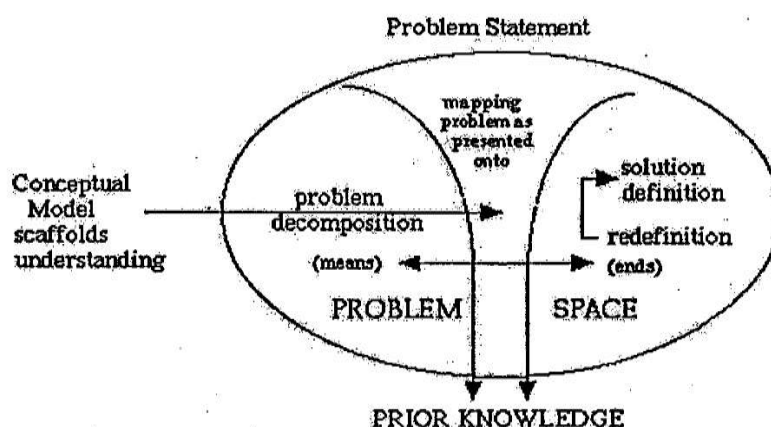 Problem Statement
mapping
problem as
presented
onto
Conceptual
Model
scaffolds
understanding
problem
decomposition
solution
definition
redefinition
(means)
(ends)
PROBLEM SPACE
PRIOR KNOWLEDGE